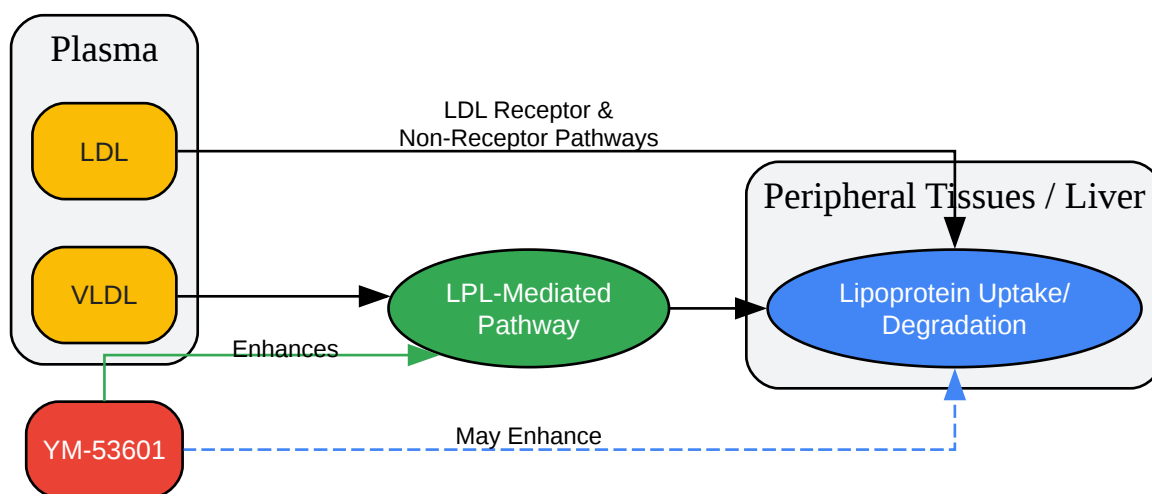 Plasma
LDL
LDL Receptor &
Non-Receptor Pathways
Peripheral Tissues / Liver
VLDL
LPL-Mediated
Pathway
Lipoprotein Uptake/
Degradation
Enhances
YM-53601
May Enhance